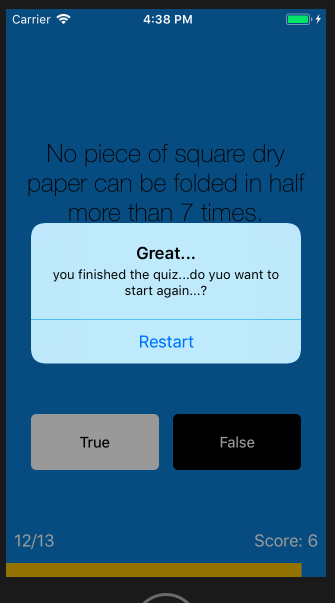 Carrier 4:38 PM
No piece of square dry
paper can be folded in half
more than 7 times.
Great...
you finished the quiz...do yuo want to
start again...?
Restart
True False
12/13 Score: 6